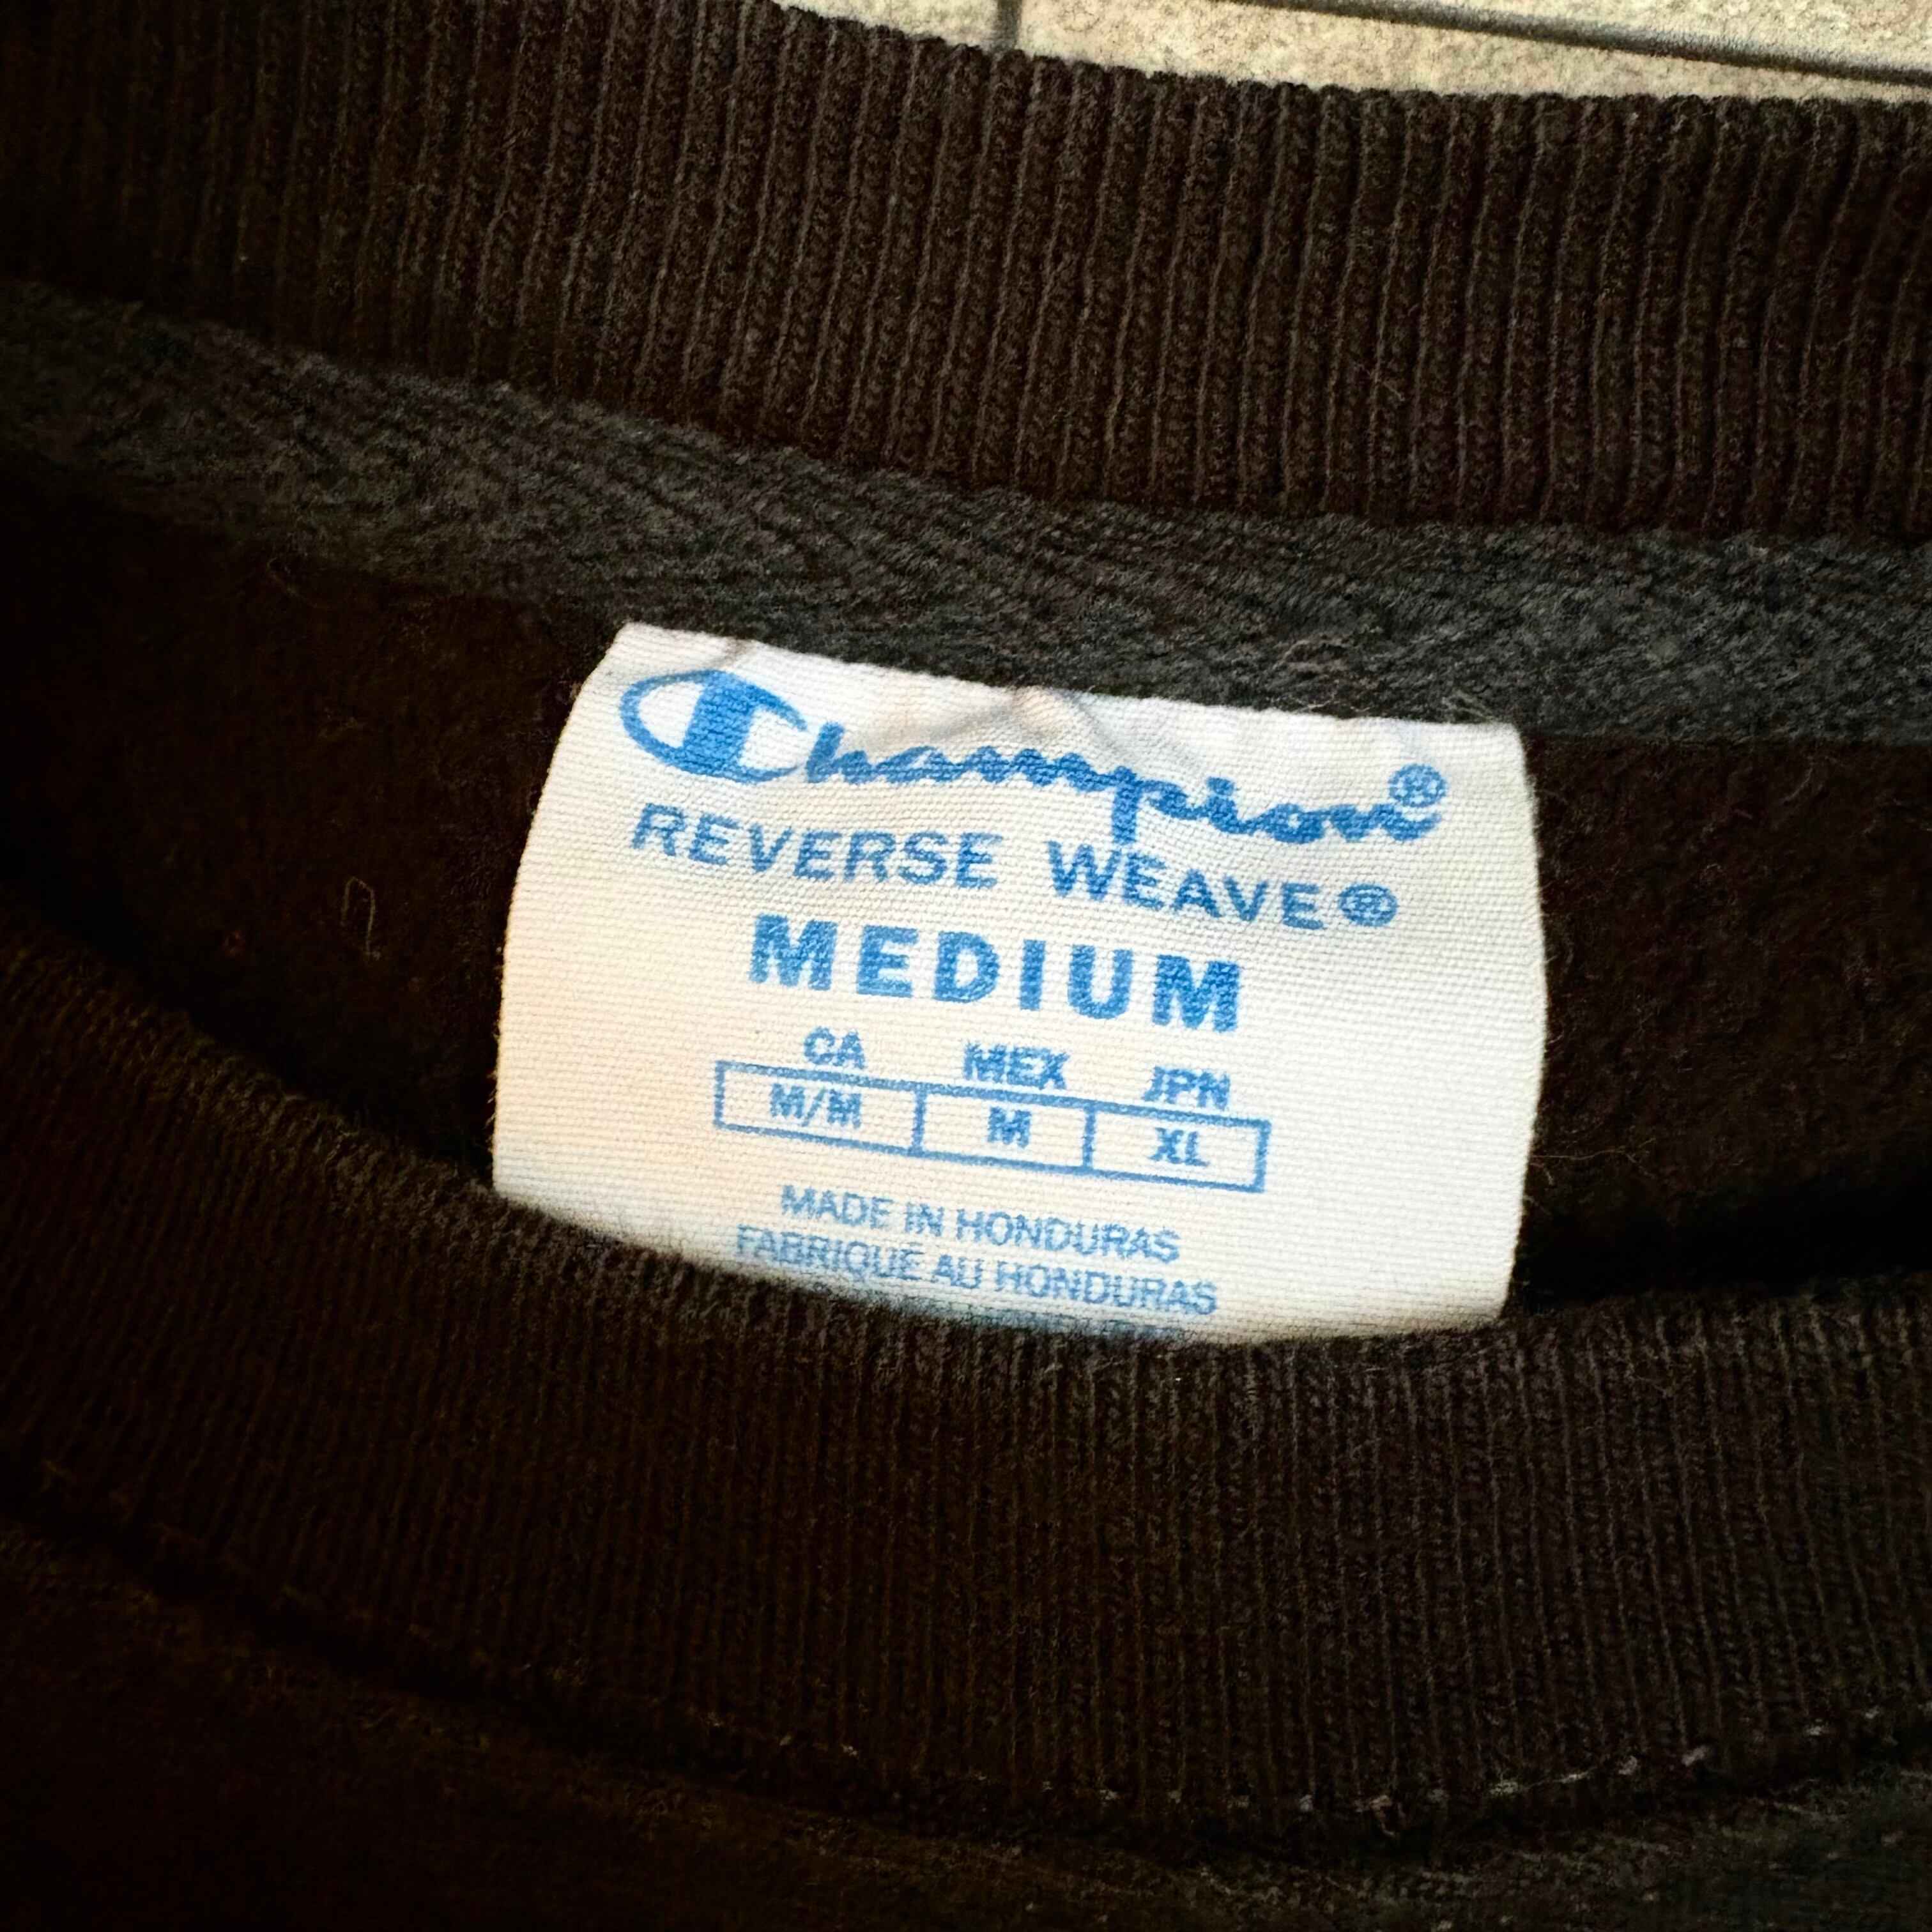 Champion®
REVERSE WEAVE®
MEDIUM
CA MEX JPN
M/M M XL
MADE IN HONDURAS
FABRIQUÉ AU HONDURAS